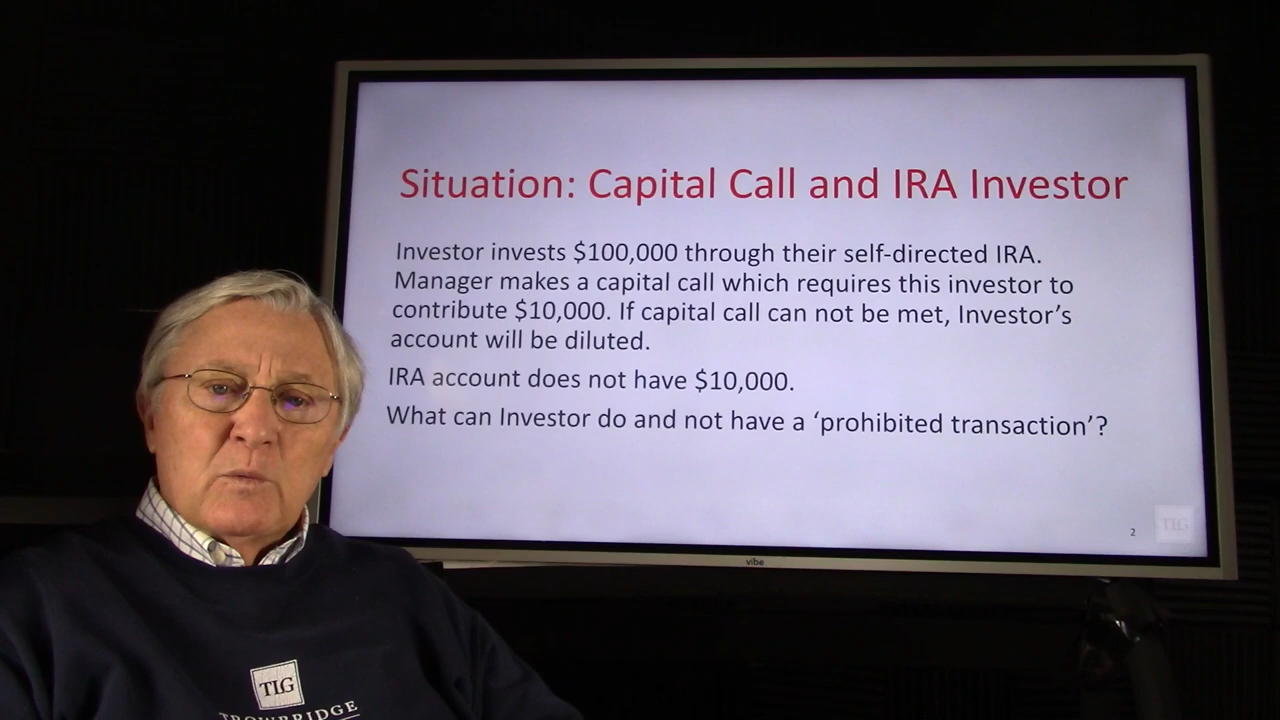 Situation: Capital Call and IRA Investor
Investor invests $100,000 through their self-directed IRA.
Manager makes a capital call which requires this investor to
contribute $10,000. If capital call can not be met, Investor's
account will be diluted.
IRA account does not have $10,000.
What can Investor do and not have a 'prohibited transaction'?
2
TLG
vibe
TLG
TROWBRIDGE